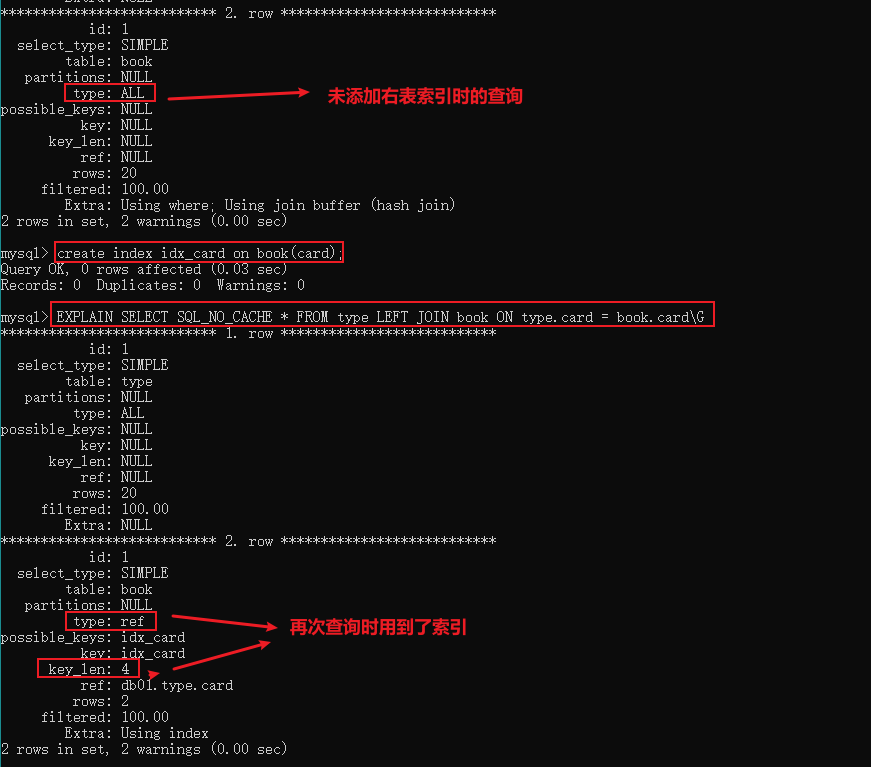 Extra: NULL
*************************** 2. row ***************************
id: 1
select_type: SIMPLE
table: book
partitions: NULL
type: ALL
未添加右表索引时的查询
possible_keys: NULL
key: NULL
key_len: NULL
ref: NULL
rows: 20
filtered: 100.00
Extra: Using where; Using join buffer (hash join)
2 rows in set, 2 warnings (0.00 sec)
mysql> create index idx_card on book(card);
Query OK, 0 rows affected (0.03 sec)
Records: 0  Duplicates: 0  Warnings: 0
mysql> EXPLAIN SELECT SQL_NO_CACHE * FROM type LEFT JOIN book ON type.card = book.card\G
*************************** 1. row ***************************
id: 1
select_type: SIMPLE
table: type
partitions: NULL
type: ALL
possible_keys: NULL
key: NULL
key_len: NULL
ref: NULL
rows: 20
filtered: 100.00
Extra: NULL
*************************** 2. row ***************************
id: 1
select_type: SIMPLE
table: book
partitions: NULL
type: ref
再次查询时用到了索引
possible_keys: idx_card
key: idx_card
key_len: 4
ref: db01.type.card
rows: 2
filtered: 100.00
Extra: Using index
2 rows in set, 2 warnings (0.00 sec)